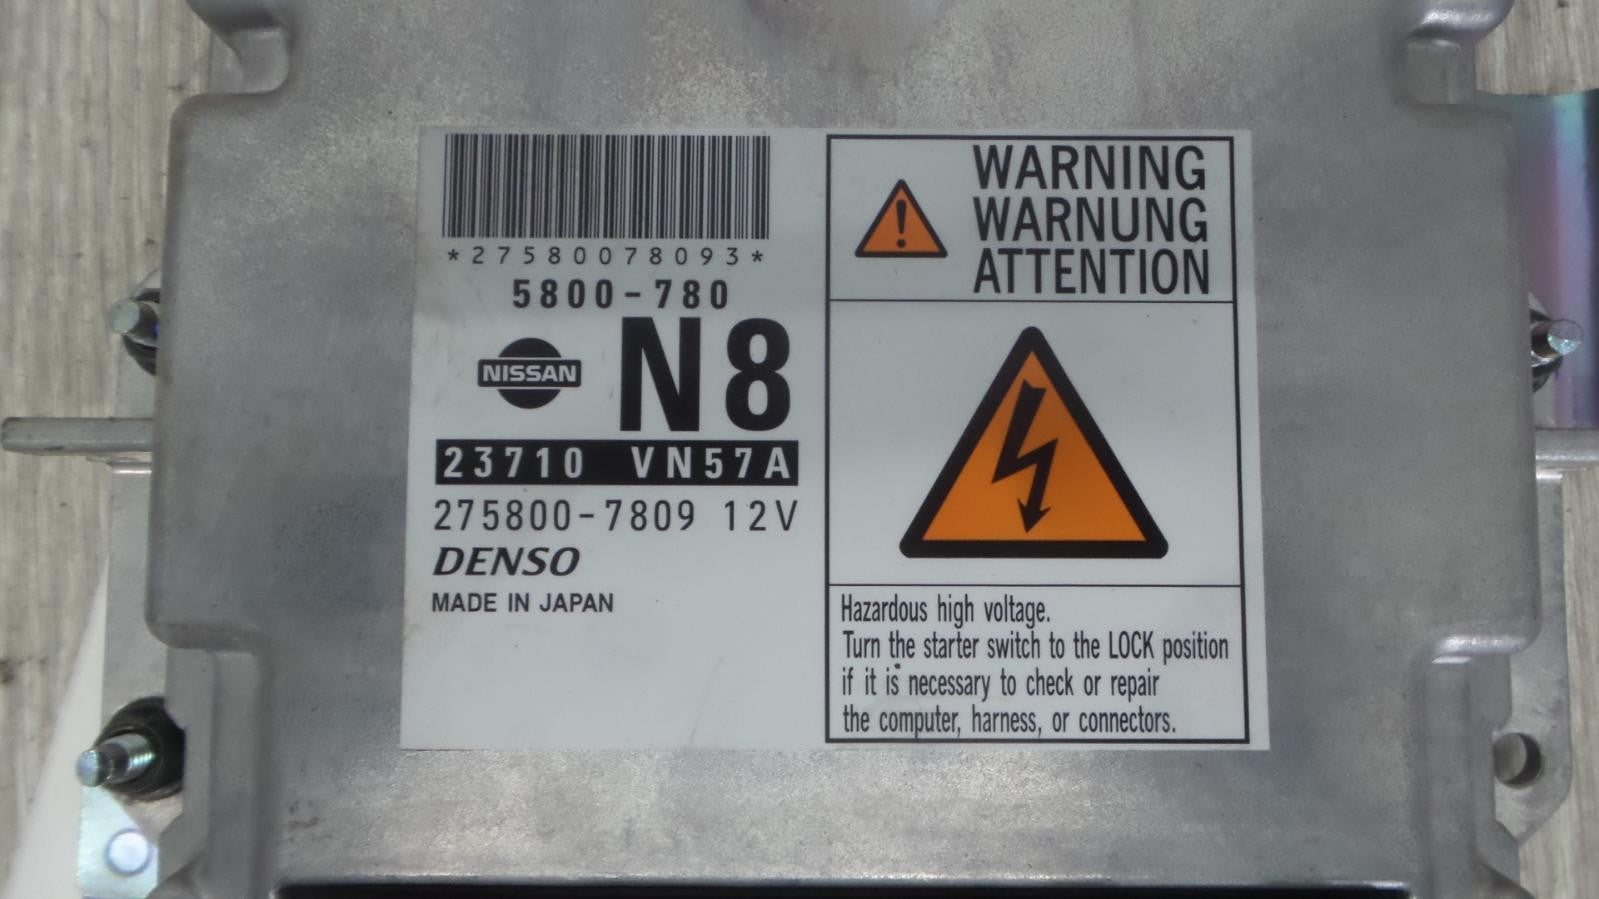 *27580078093*
5800-780
NISSAN N8
23710 VN57A
275800-7809 12V
DENSO
MADE IN JAPAN
!
WARNING
WARNUNG
ATTENTION
Hazardous high voltage.
Turn the starter switch to the LOCK position
if it is necessary to check or repair
the computer, harness, or connectors.